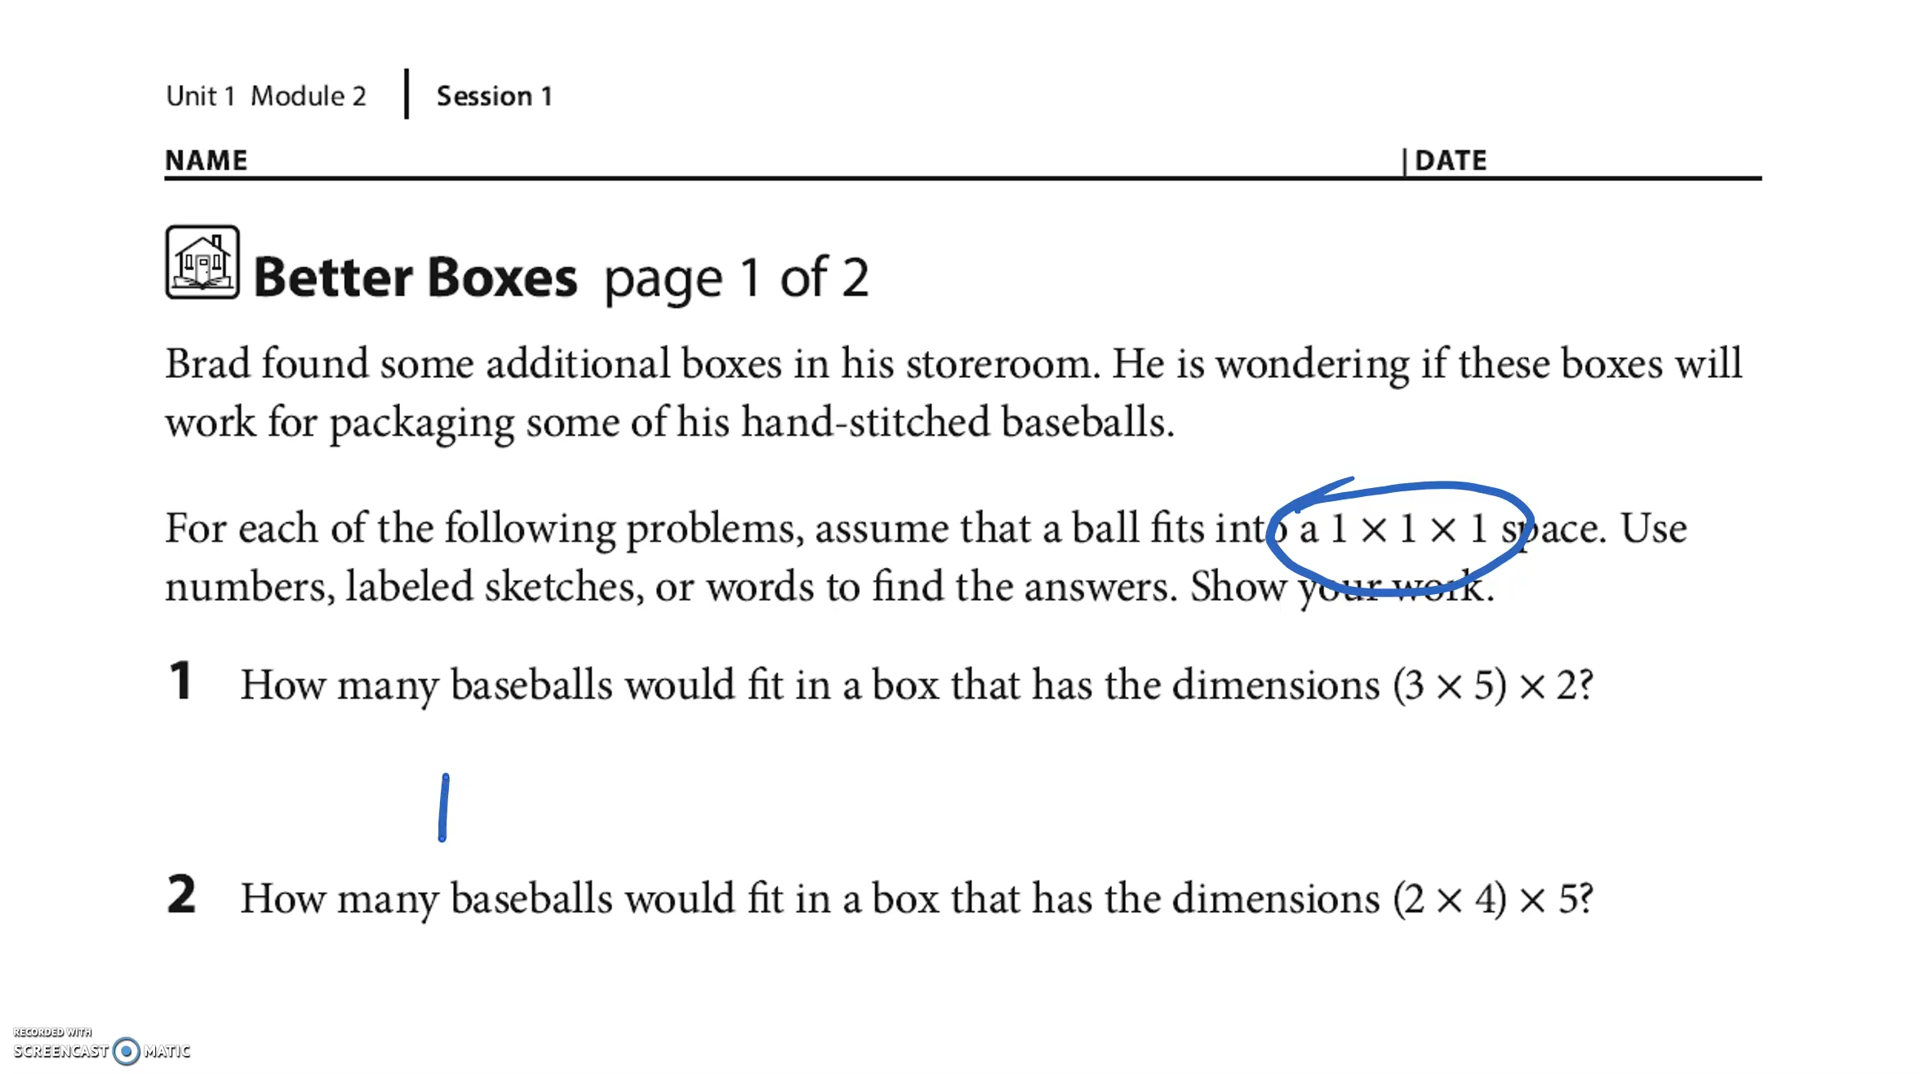 Unit 1 Module 2 | Session 1
NAME | DATE
Better Boxes page 1 of 2
Brad found some additional boxes in his storeroom. He is wondering if these boxes will
work for packaging some of his hand-stitched baseballs.
For each of the following problems, assume that a ball fits into a 1 × 1 × 1 space. Use
numbers, labeled sketches, or words to find the answers. Show your work.
1 How many baseballs would fit in a box that has the dimensions (3 × 5) × 2?
2 How many baseballs would fit in a box that has the dimensions (2 × 4) × 5?
RECORDED WITH
SCREENCAST MATIC